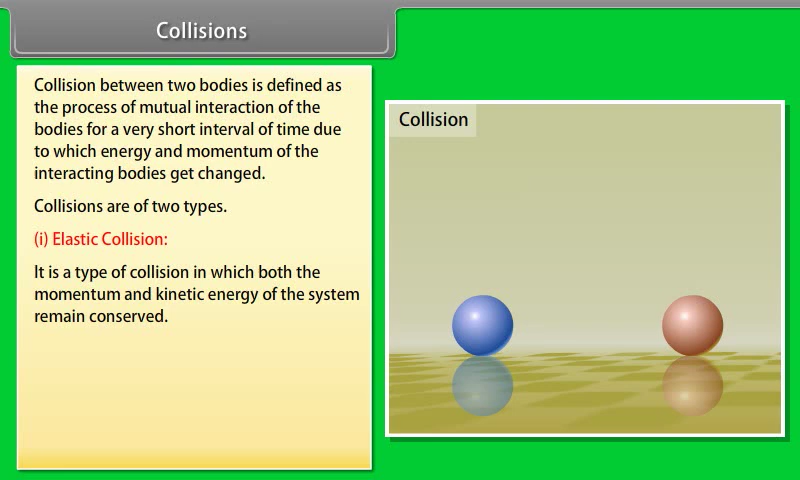 Collisions
Collision between two bodies is defined as
the process of mutual interaction of the
bodies for a very short interval of time due
to which energy and momentum of the
interacting bodies get changed.
Collisions are of two types.
(i) Elastic Collision:
It is a type of collision in which both the
momentum and kinetic energy of the system
remain conserved.
Collision